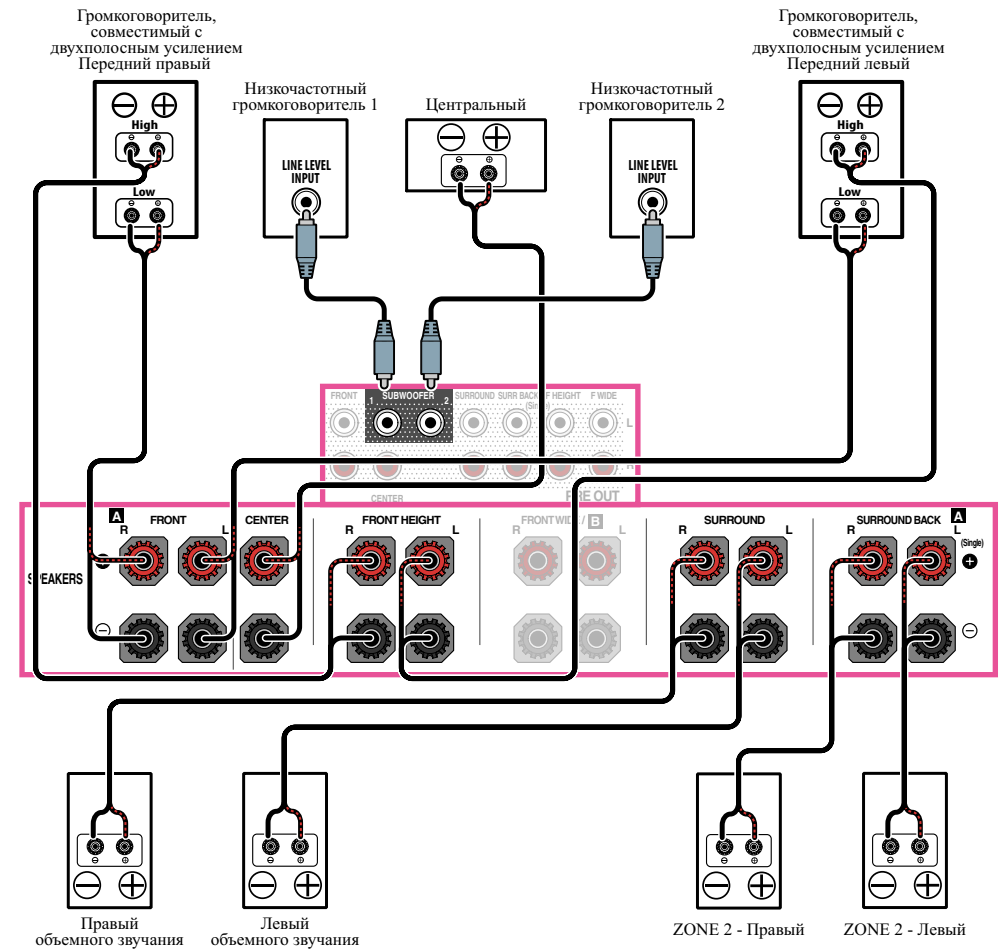 Громкоговоритель,
совместимый с
двухполосным усилением
Передний правый
Громкоговоритель,
совместимый с
двухполосным усилением
Передний левый
Низкочастотный
громкоговоритель 1
Центральный
Низкочастотный
громкоговоритель 2
High
Low
LINE LEVEL
INPUT
LINE LEVEL
INPUT
High
Low
FRONT
1 SUBWOOFER 2
SURROUND
SURR BACK
(Single)
F HEIGHT
F WIDE
L
R
CENTER
PRE OUT
SPEAKERS
A
FRONT
R L
CENTER
FRONT HEIGHT
R L
FRONT WIDE / B
R L
SURROUND
R L
SURROUND BACK A
R L
(Single)
Правый
объемного звучания
Левый
объемного звучания
ZONE 2 - Правый
ZONE 2 - Левый